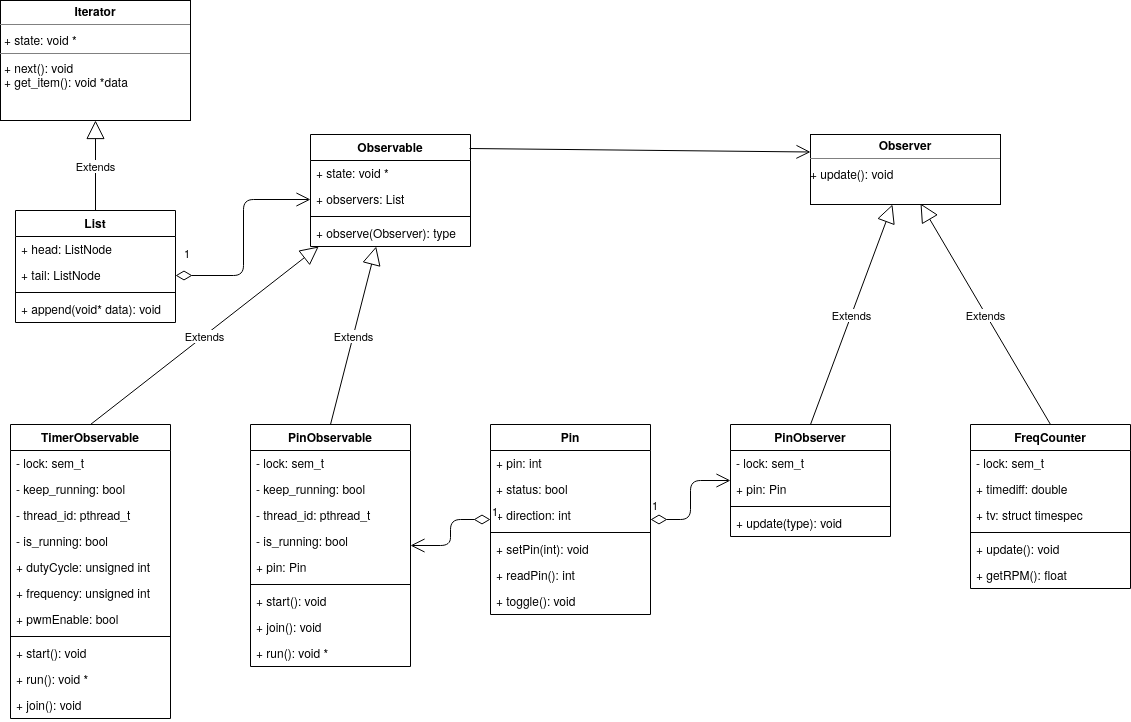 Iterator
+ state: void *
+ next(): void
+ get_item(): void *data
Extends
List
+ head: ListNode
+ tail: ListNode
+ append(void* data): void
1
Observable
+ state: void *
+ observers: List
+ observe(Observer): type
Observer
+ update(): void
Extends
Extends
Extends
Extends
TimerObservable
- lock: sem_t
- keep_running: bool
- thread_id: pthread_t
- is_running: bool
+ dutyCycle: unsigned int
+ frequency: unsigned int
+ pwmEnable: bool
+ start(): void
+ run(): void *
+ join(): void
PinObservable
- lock: sem_t
- keep_running: bool
- thread_id: pthread_t
- is_running: bool
+ pin: Pin
+ start(): void
+ join(): void
+ run(): void *
Pin
+ pin: int
+ status: bool
+ direction: int
+ setPin(int): void
+ readPin(): int
+ toggle(): void
1
1
PinObserver
- lock: sem_t
+ pin: Pin
+ update(type): void
FreqCounter
- lock: sem_t
+ timediff: double
+ tv: struct timespec
+ update(): void
+ getRPM(): float